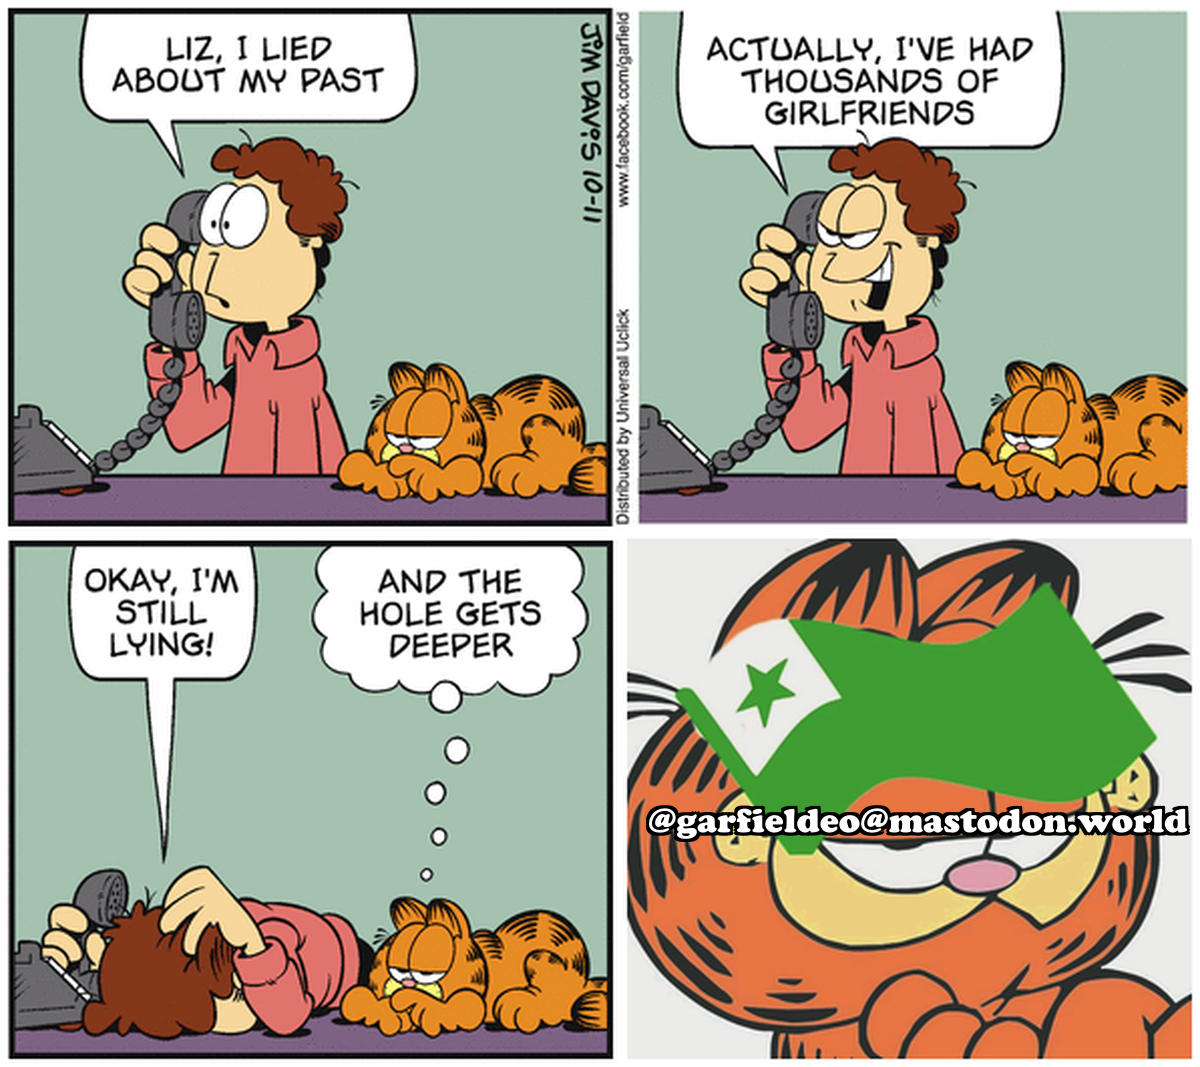 LIZ, I LIED
ABOUT MY PAST
JIM DAVIS 10-11
www.facebook.com/garfield
Distributed by Universal Uclick
ACTUALLY, I'VE HAD
THOUSANDS OF
GIRLFRIENDS
OKAY, I'M
STILL
LYING!
AND THE
HOLE GETS
DEEPER
@garfieldeo@mastodon.world